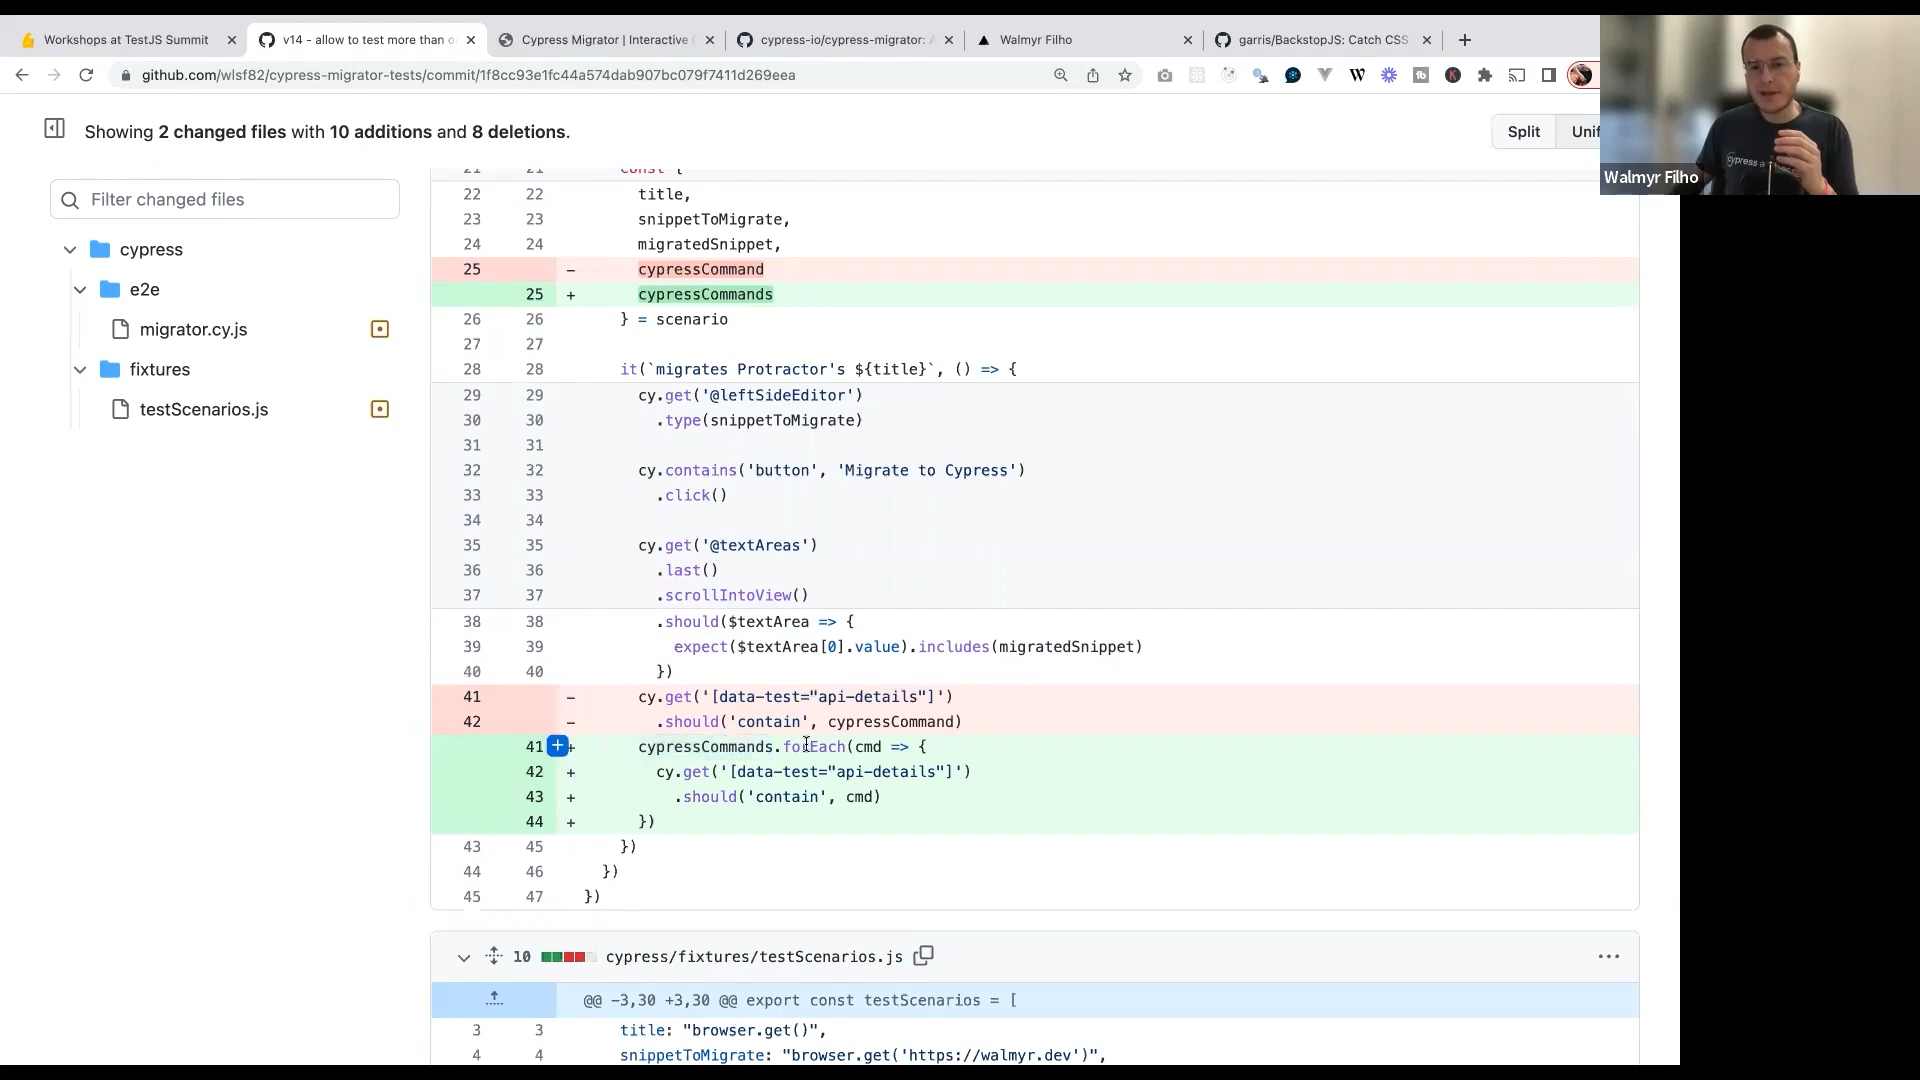 Workshops at TestJS Summit
v14 - allow to test more than o
Cypress Migrator | Interactive
cypress-io/cypress-migrator: A
Walmyr Filho
garris/BackstopJS: Catch CSS
github.com/wlsf82/cypress-migrator-tests/commit/1f8cc93e1fc44a574dab907bc079f7411d269eea
Showing 2 changed files with 10 additions and 8 deletions.
Split
Unif
Walmyr Filho
Filter changed files
cypress
e2e
migrator.cy.js
fixtures
testScenarios.js
21 21 const {
22 22 title,
23 23 snippetToMigrate,
24 24 migratedSnippet,
25 - cypressCommand
25 + cypressCommands
26 26 } = scenario
27 27
28 28 it(`migrates Protractor's ${title}`, () => {
29 29 cy.get('@leftSideEditor')
30 30 .type(snippetToMigrate)
31 31
32 32 cy.contains('button', 'Migrate to Cypress')
33 33 .click()
34 34
35 35 cy.get('@textAreas')
36 36 .last()
37 37 .scrollIntoView()
38 38 .should($textArea => {
39 39 expect($textArea[0].value).includes(migratedSnippet)
40 40 })
41 - cy.get('[data-test="api-details"]')
42 - .should('contain', cypressCommand)
41 + cypressCommands.forEach(cmd => {
42 + cy.get('[data-test="api-details"]')
43 + .should('contain', cmd)
44 + })
43 45 })
44 46 })
45 47 })
10 cypress/fixtures/testScenarios.js
@@ -3,30 +3,30 @@ export const testScenarios = [
3 3 title: "browser.get()",
4 4 snippetToMigrate: "browser.get('https://walmyr.dev')",